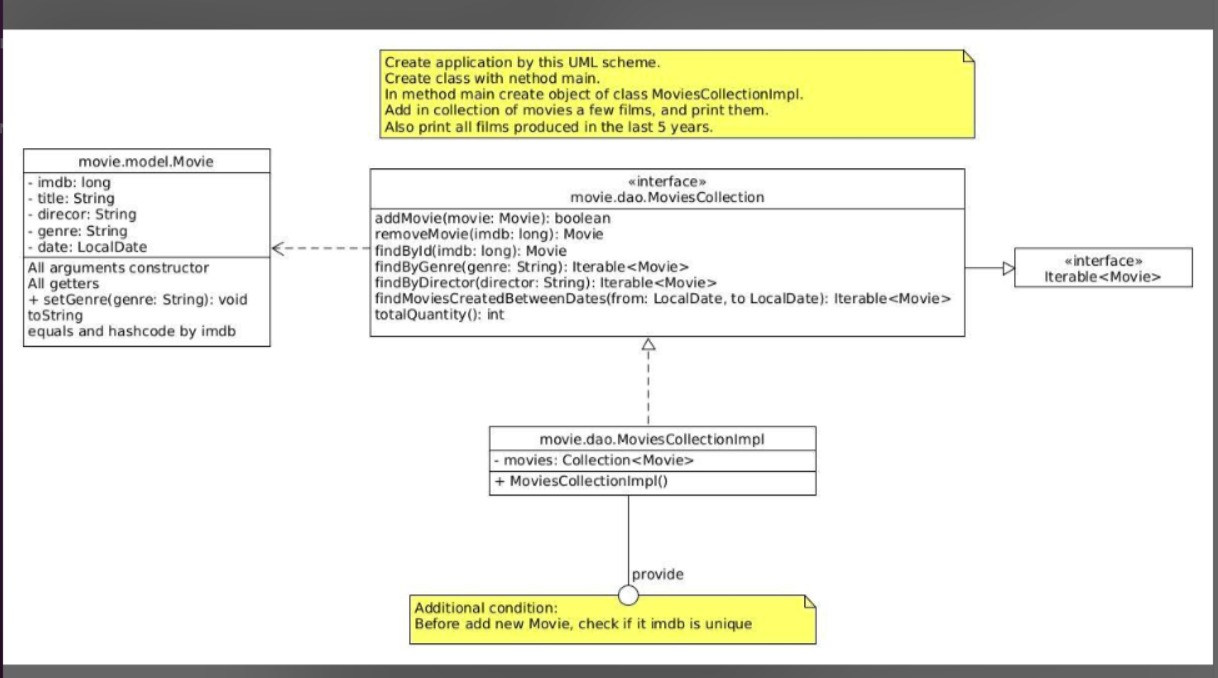 Create application by this UML scheme.
Create class with nethod main.
In method main create object of class MoviesCollectionImpl.
Add in collection of movies a few films, and print them.
Also print all films produced in the last 5 years.
movie.model.Movie
- imdb: long
- title: String
- direcor: String
- genre: String
- date: LocalDate
All arguments constructor
All getters
+ setGenre(genre: String): void
toString
equals and hashcode by imdb
«interface»
movie.dao.MoviesCollection
addMovie(movie: Movie): boolean
removeMovie(imdb: long): Movie
findById(imdb: long): Movie
findByGenre(genre: String): Iterable<Movie>
findByDirector(director: String): Iterable<Movie>
findMoviesCreatedBetweenDates(from: LocalDate, to LocalDate): Iterable<Movie>
totalQuantity(): int
«interface»
Iterable<Movie>
movie.dao.MoviesCollectionImpl
- movies: Collection<Movie>
+ MoviesCollectionImpl()
provide
Additional condition:
Before add new Movie, check if it imdb is unique